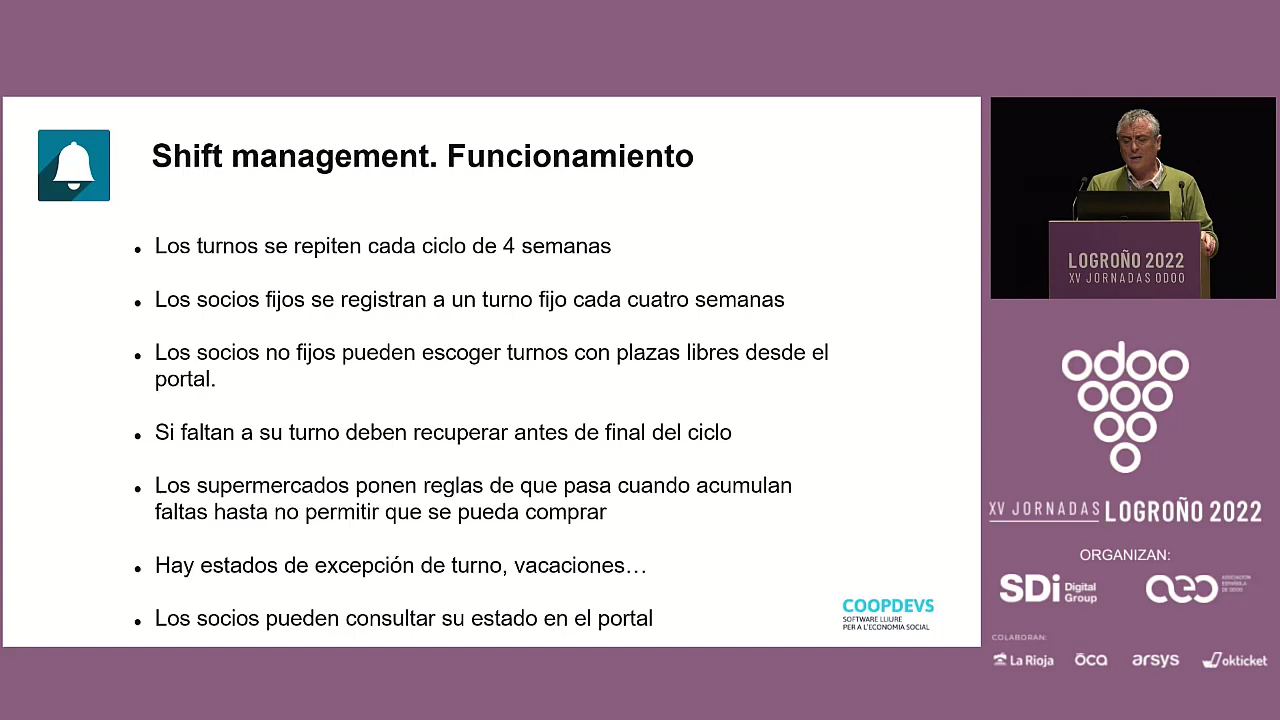 Shift management. Funcionamiento
Los turnos se repiten cada ciclo de 4 semanas
Los socios fijos se registran a un turno fijo cada cuatro semanas
Los socios no fijos pueden escoger turnos con plazas libres desde el
portal.
Si faltan a su turno deben recuperar antes de final del ciclo
Los supermercados ponen reglas de que pasa cuando acumulan
faltas hasta no permitir que se pueda comprar
Hay estados de excepción de turno, vacaciones…
Los socios pueden consultar su estado en el portal
COOPDEVS
SOFTWARE LLIURE
PER A L'ECONOMIA SOCIAL
LOGROÑO 2022
XV JORNADAS ODOO
odoo
XV JORNADAS LOGROÑO 2022
ORGANIZAN:
SDi Digital
Group
aeo ASOCIACIÓN
ESPAÑOLA
DE ODOO
COLABORAN:
La Rioja
oca
arsys
okticket